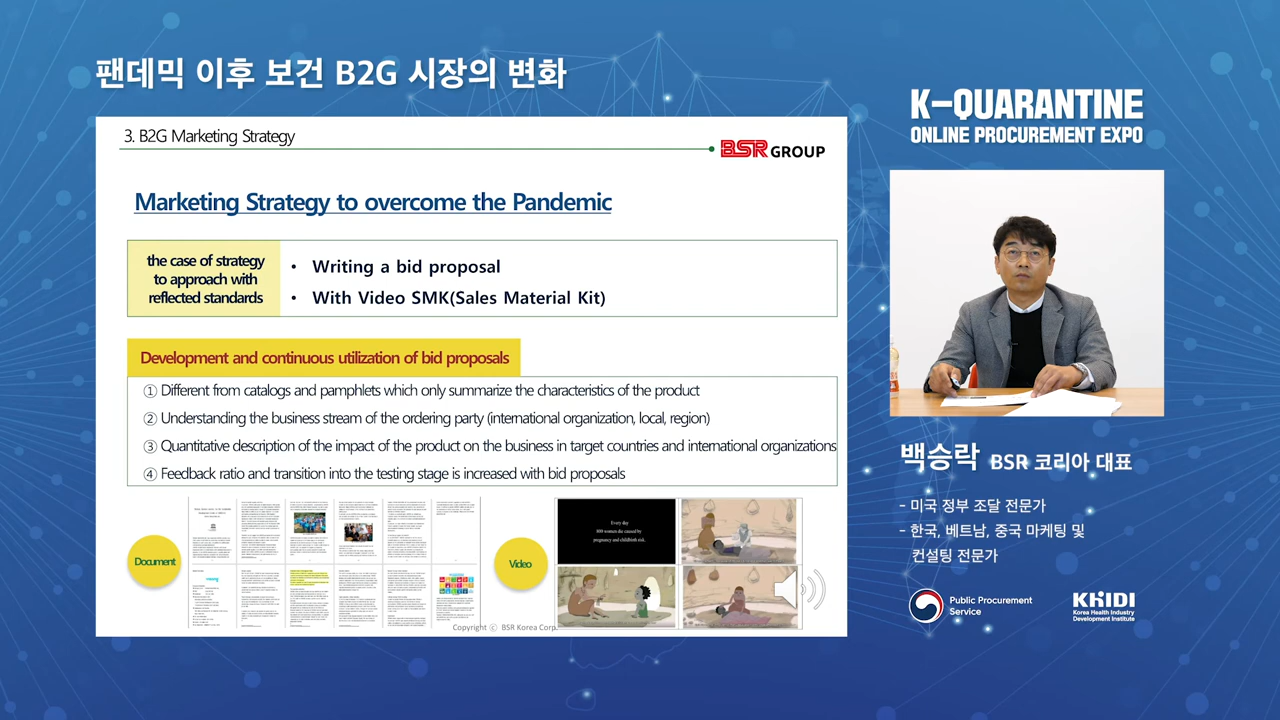 팬데믹 이후 보건 B2G 시장의 변화
K-QUARANTINE
ONLINE PROCUREMENT EXPO
3. B2G Marketing Strategy
BSR GROUP
Marketing Strategy to overcome the Pandemic
the case of strategy
to approach with
reflected standards
• Writing a bid proposal
• With Video SMK(Sales Material Kit)
Development and continuous utilization of bid proposals
① Different from catalogs and pamphlets which only summarize the characteristics of the product
② Understanding the business stream of the ordering party (international organization, local, region)
③ Quantitative description of the impact of the product on the business in target countries and international organizations
④ Feedback ratio and transition into the testing stage is increased with bid proposals
Document
Video
Every day
800 women die caused by
pregnancy and childbirth risk.
Copyright ⓒ BSR Korea Corp.
백승락 BSR 코리아 대표
- 미국 정부 조달 전문가
- 한국, 베트남, 중국 마케팅 및
컨설팅 전문가
Public Procurement
Service
KHIDI
Korea Health Industry
Development Institute